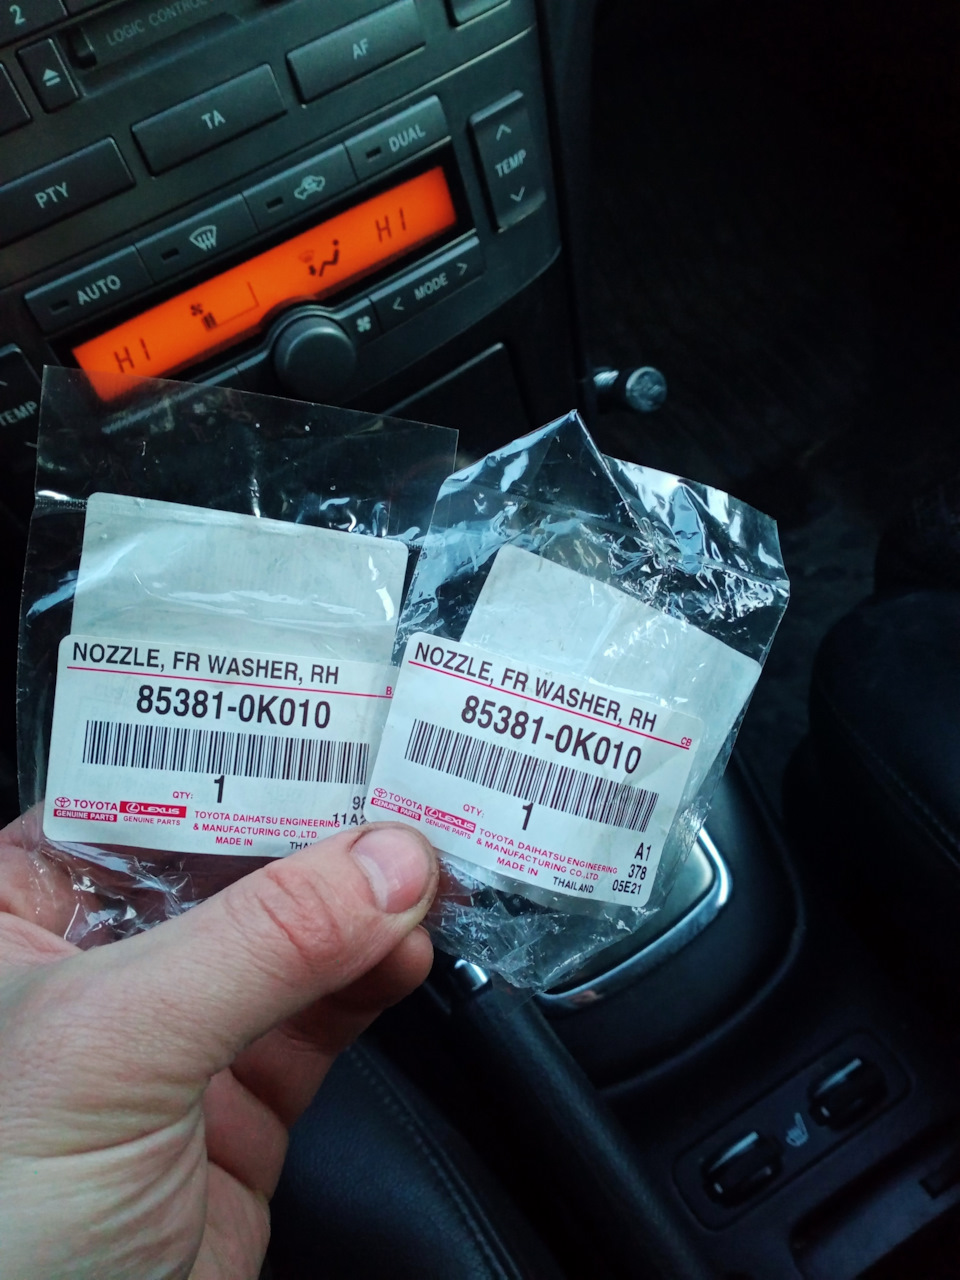 2
LOGIC CONTROL
AF
TA
PTY
DUAL
TEMP
AUTO
HI
HI
< MODE >
TEMP
NOZZLE, FR WASHER, RH
85381-0K010
QTY: 1
TOYOTA LEXUS
GENUINE PARTS GENUINE PARTS
TOYOTA DAIHATSU ENGINEERING
& MANUFACTURING CO.,LTD.
MADE IN
NOZZLE, FR WASHER, RH
CB
85381-0K010
QTY: 1
TOYOTA LEXUS
GENUINE PARTS GENUINE PARTS
TOYOTA DAIHATSU ENGINEERING
& MANUFACTURING CO.,LTD.
MADE IN THAILAND
A1
378
05E21